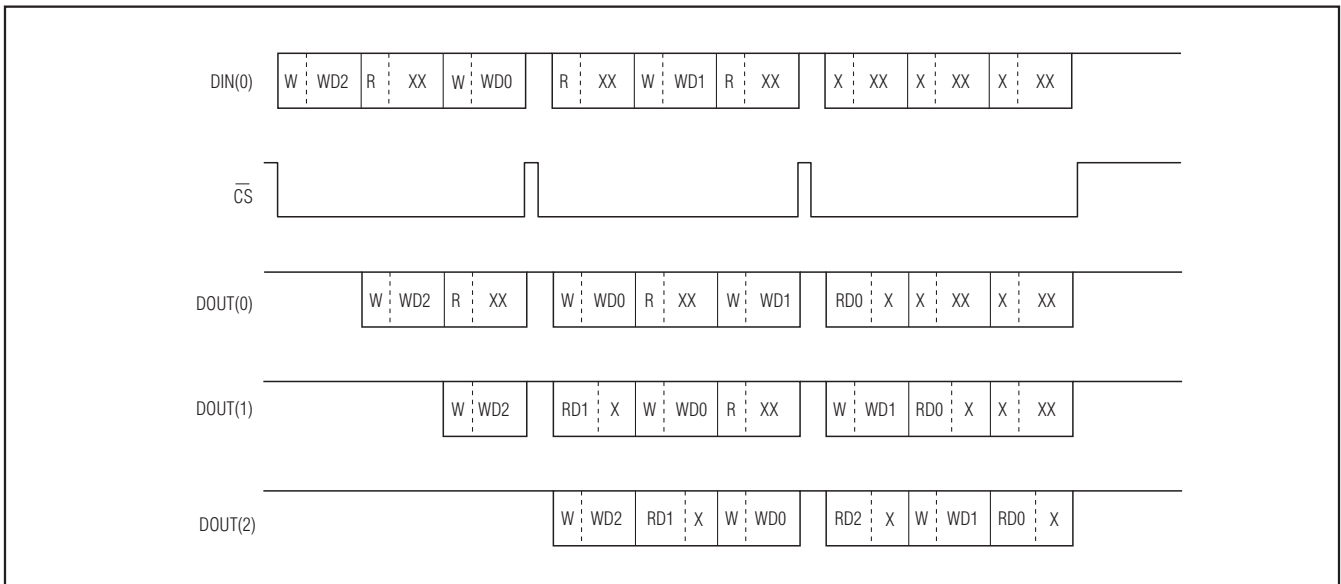 DIN(0) W WD2 R XX W WD0 R XX W WD1 R XX X XX X XX X XX
CS
DOUT(0) W WD2 R XX W WD0 R XX W WD1 RD0 X X XX X XX
DOUT(1) W WD2 RD1 X W WD0 R XX W WD1 RD0 X X XX
DOUT(2) W WD2 RD1 X W WD0 RD2 X W WD1 RD0 X